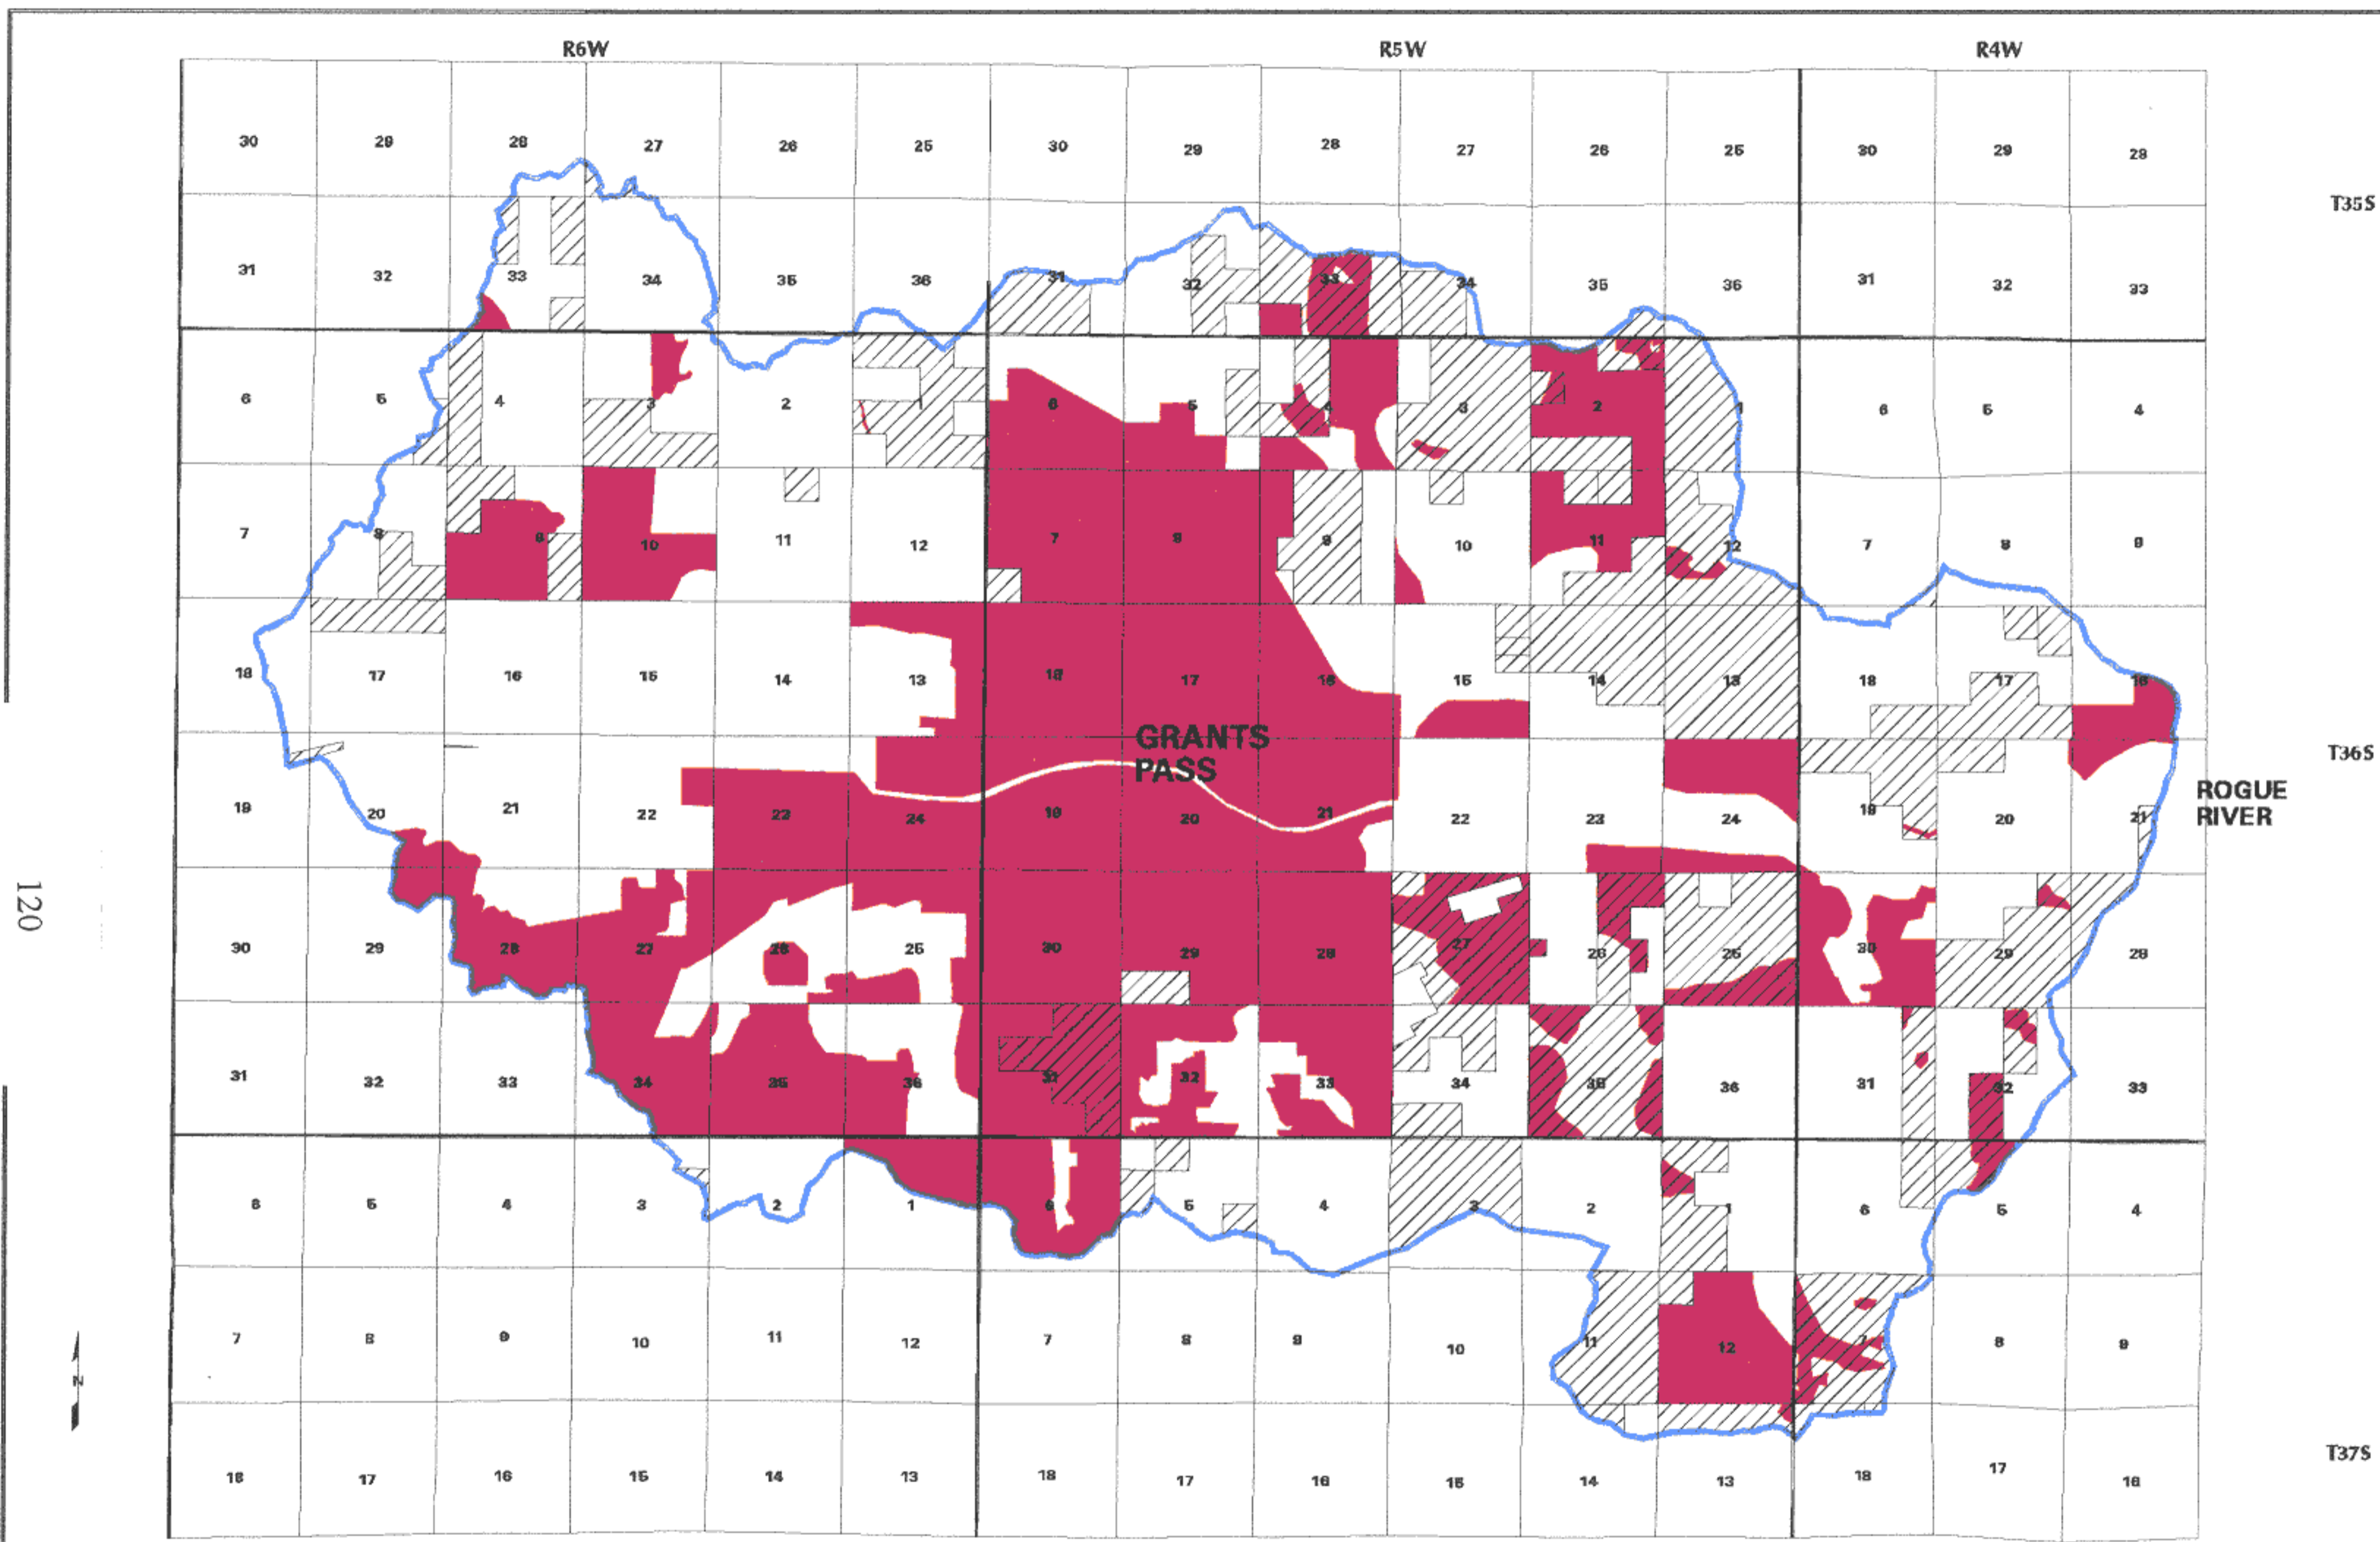 R6W R5W R4W
30 29 28 27 26 25 30 29 28 27 26 25 30 29 28
T35S
31 32 33 34 35 36 31 32 33 34 35 36 31 32 33
6 5 4 3 2 1 6 5 4 3 2 1 6 5 4
7 8 9 10 11 12 7 8 9 10 11 12 7 8 9
18 17 16 15 14 13 18 17 16 15 14 13 18 17 16
GRANTS
PASS
T36S
19 20 21 22 23 24 19 20 21 22 23 24 19 20 21
ROGUE
RIVER
120
30 29 28 27 26 25 30 29 28 27 26 25 30 29 28
31 32 33 34 35 36 31 32 33 34 35 36 31 32 33
6 5 4 3 2 1 6 5 4 3 2 1 6 5 4
7 8 9 10 11 12 7 8 9 10 11 12 7 8 9
N
T37S
18 17 16 15 14 13 18 17 16 15 14 13 18 17 16